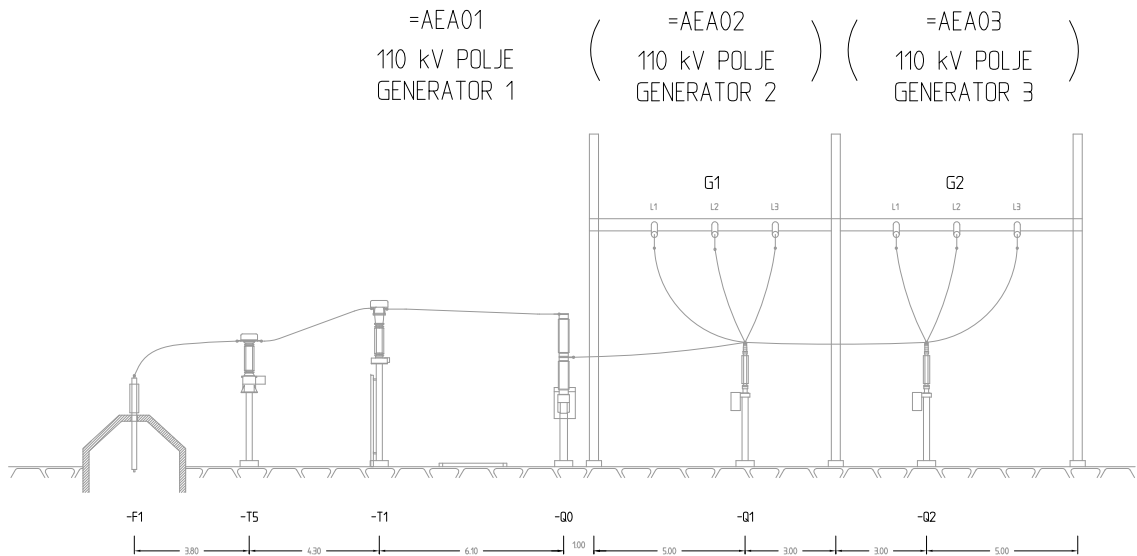 =AEA01
110 kV POLJE
GENERATOR 1
( =AEA02
110 kV POLJE
GENERATOR 2 )
( =AEA03
110 kV POLJE
GENERATOR 3 )
G1
G2
L1 L2 L3 L1 L2 L3
-F1 -T5 -T1 -Q0 -Q1 -Q2
3.80 4.30 6.10 1.00 5.00 3.00 3.00 5.00